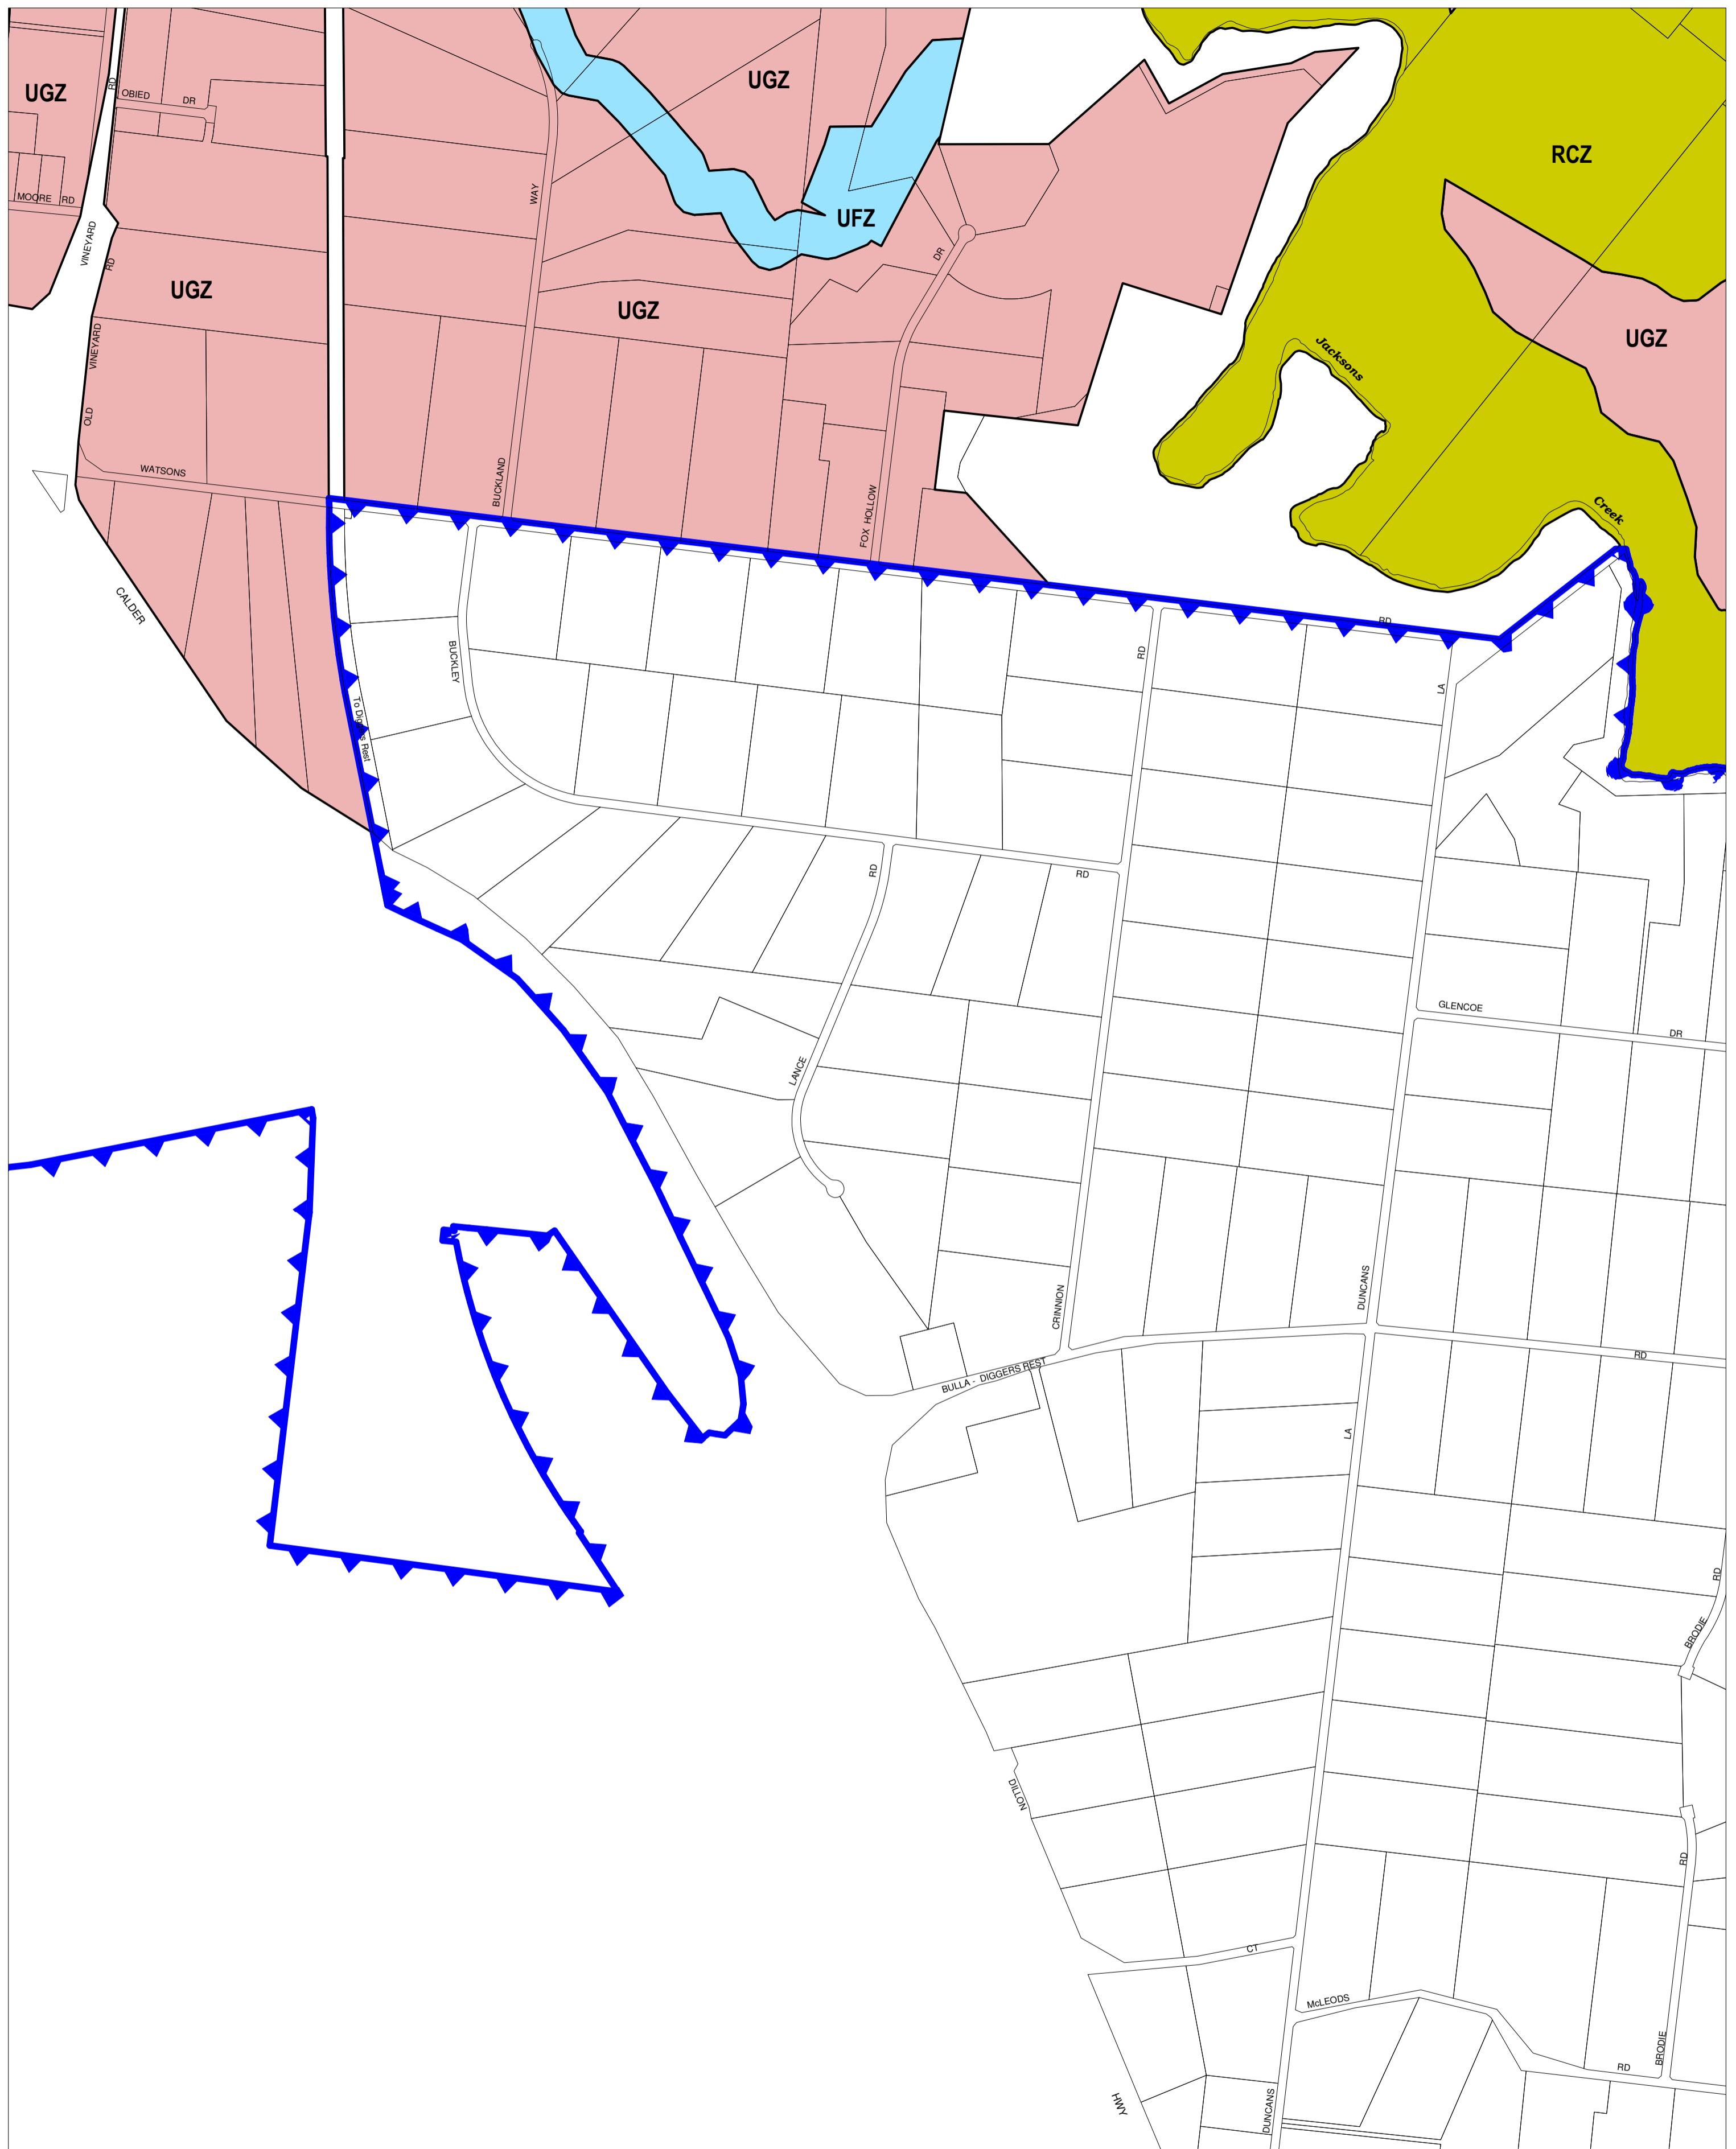 UGZ
RD
OBIED
DR
UGZ
RCZ
MOORE
RD
WAY
UFZ
VINEYARD
RD
DR
UGZ
UGZ
UGZ
VINEYARD
Jacksons
OLD
WATSONS
BUCKLAND
FOX HOLLOW
Creek
CALDER
RD
BUCKLEY
RD
LA
To Diggers Rest
RD
RD
GLENCOE
DR
LANCE
CRINNION
DUNCANS
BULLA - DIGGERS REST
RD
LA
RD
BRODIE
DILLON
RD
CT
McLEODS
BRODIE
RD
HWY
DUNCANS